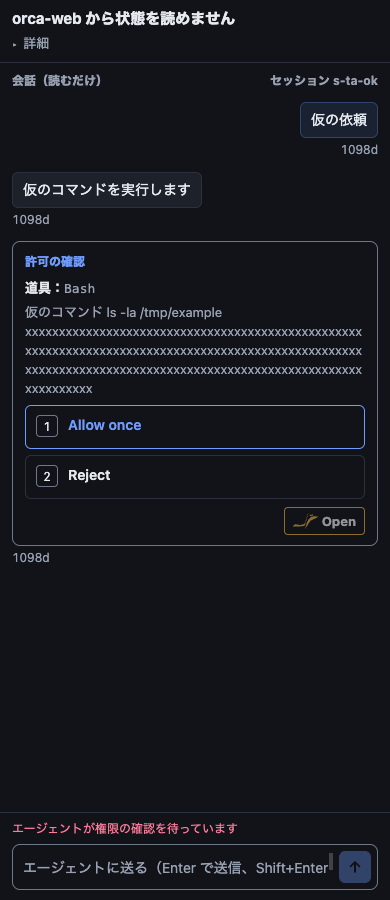 orca-web から状態を読めません
▸ 詳細
会話（読むだけ）
セッション s-ta-ok
仮の依頼
1098d
仮のコマンドを実行します
1098d
許可の確認
道具：Bash
仮のコマンド ls -la /tmp/example
xxxxxxxxxxxxxxxxxxxxxxxxxxxxxxxxxxxxxxxxxxxxxxxxxx
xxxxxxxxxxxxxxxxxxxxxxxxxxxxxxxxxxxxxxxxxxxxxxxxxx
xxxxxxxxxxxxxxxxxxxxxxxxxxxxxxxxxxxxxxxxxxxxxxxxxx
xxxxxxxxxx
1 Allow once
2 Reject
Open
1098d
エージェントが権限の確認を待っています
エージェントに送る（Enter で送信、Shift+Enter